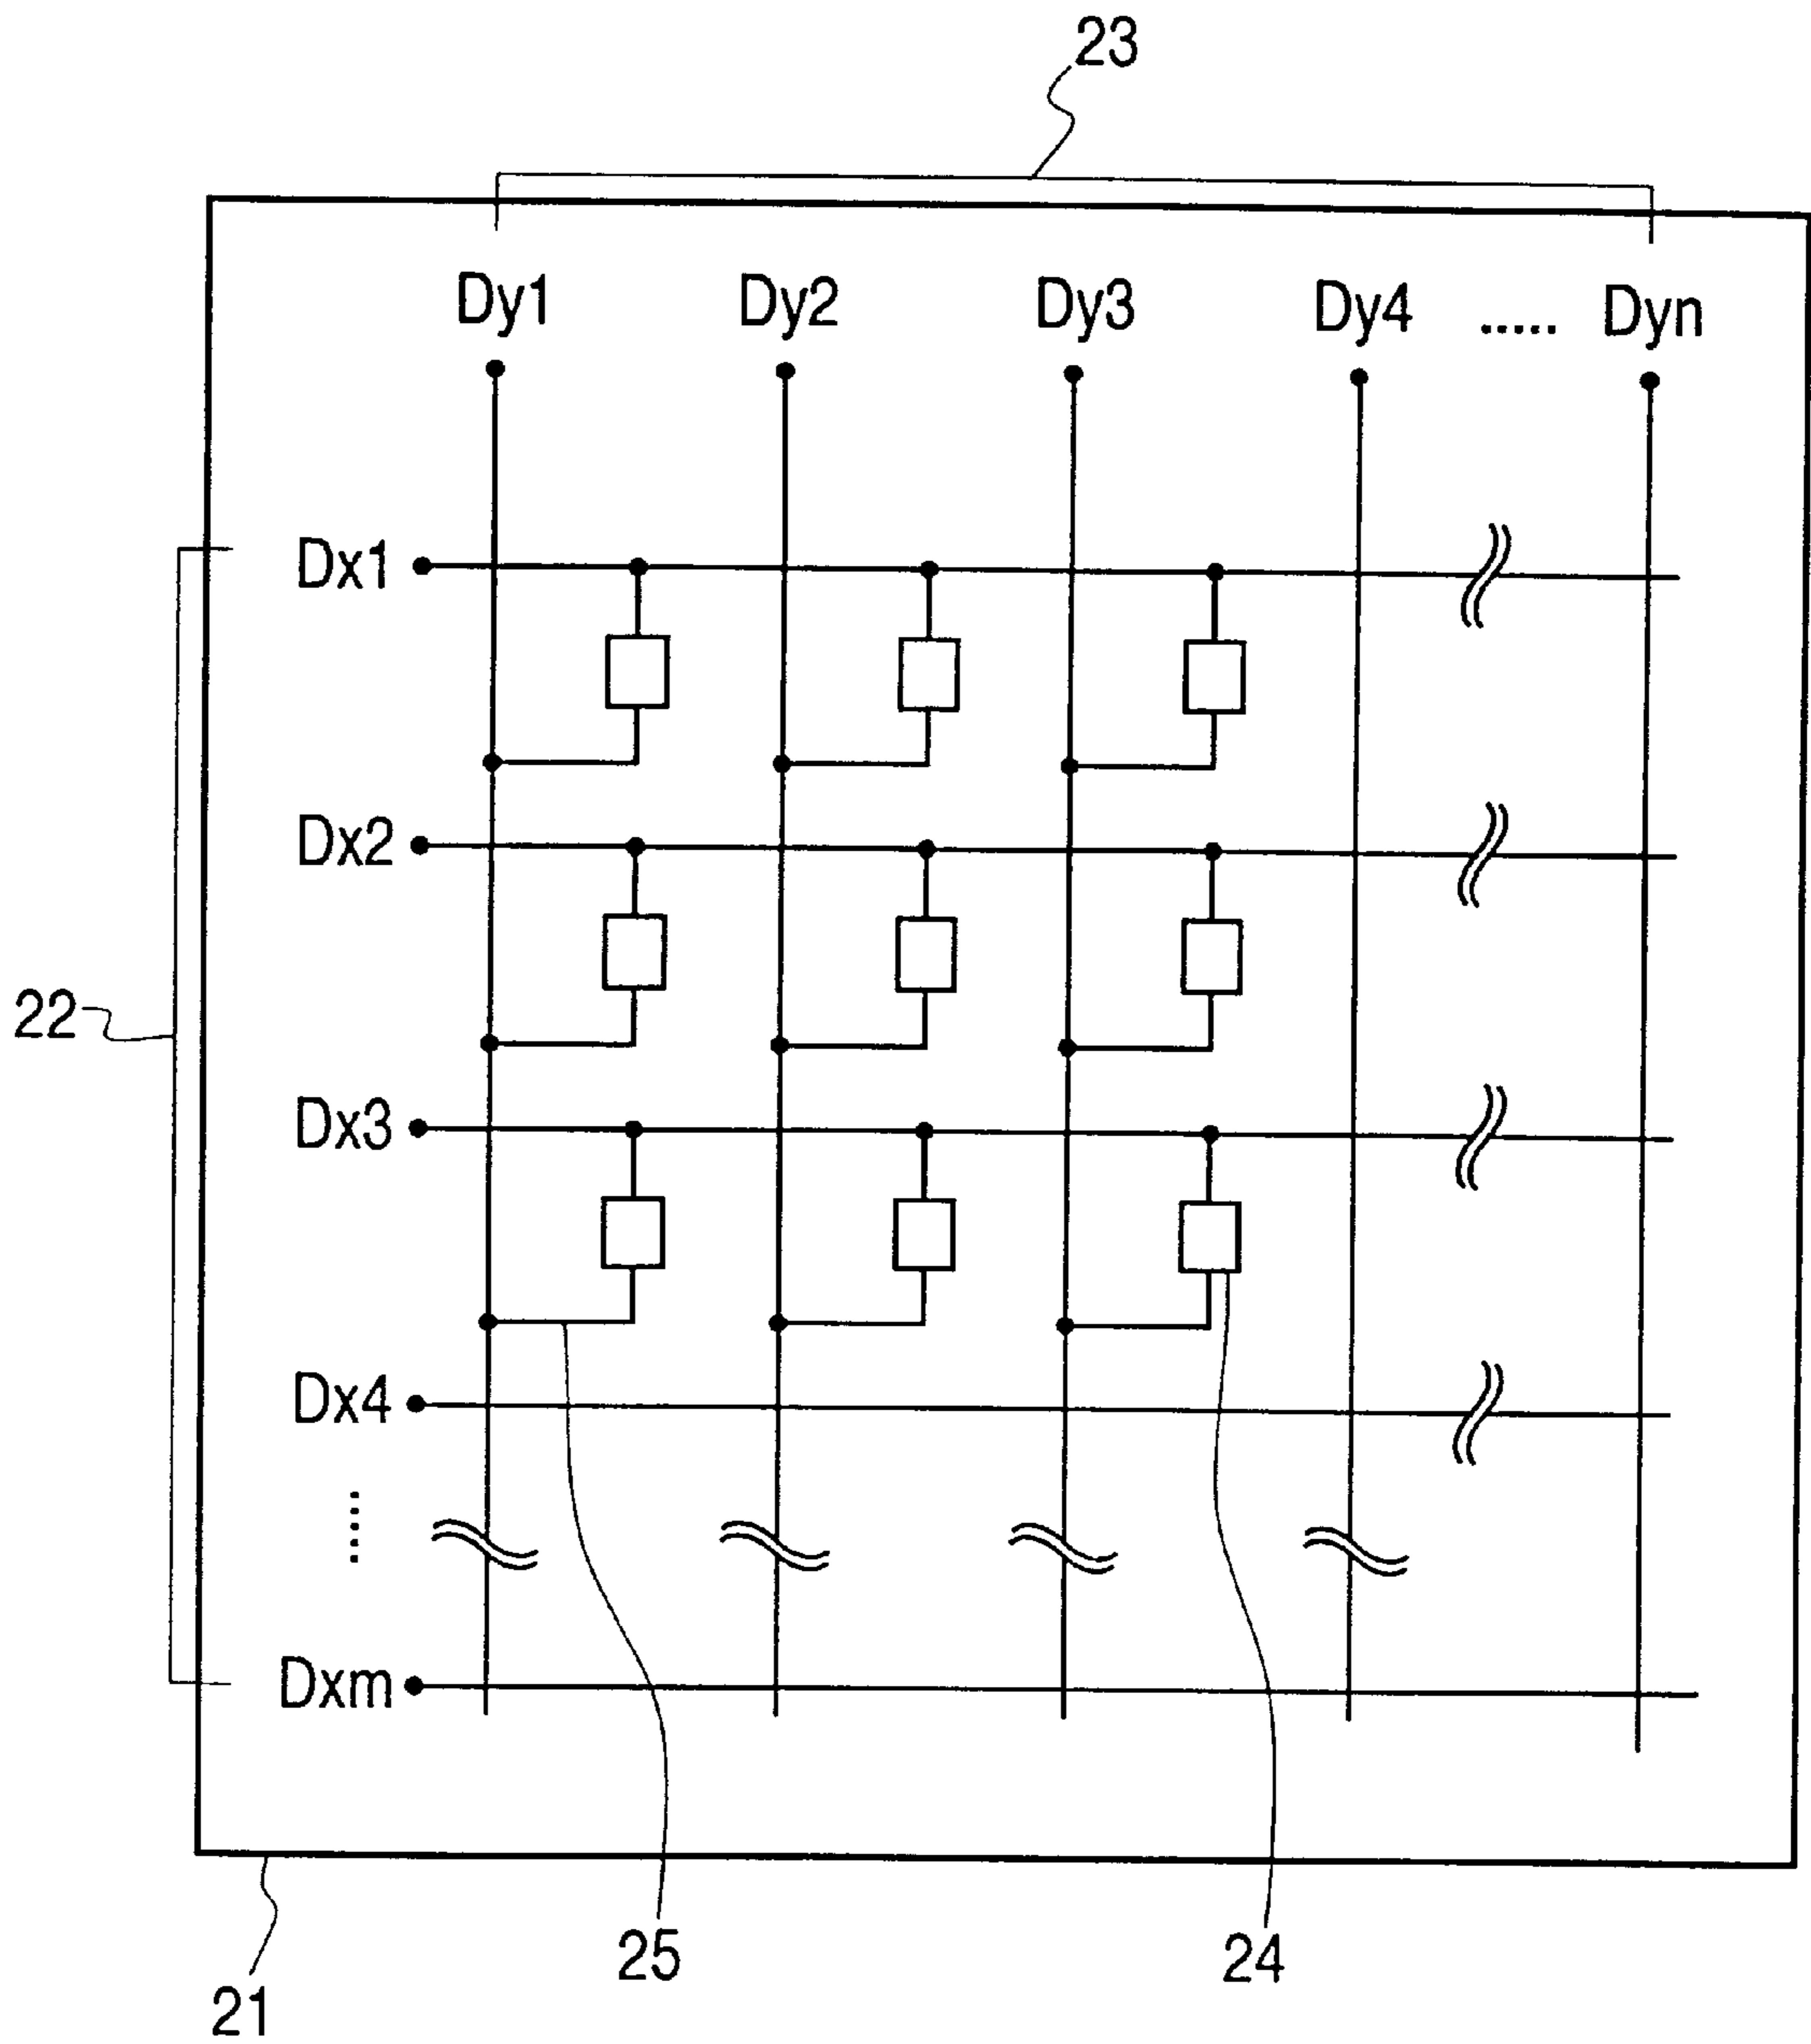 23
Dy1 Dy2 Dy3 Dy4 ..... Dyn
Dx1
Dx2
22
Dx3
Dx4
.....
Dxm
25
24
21